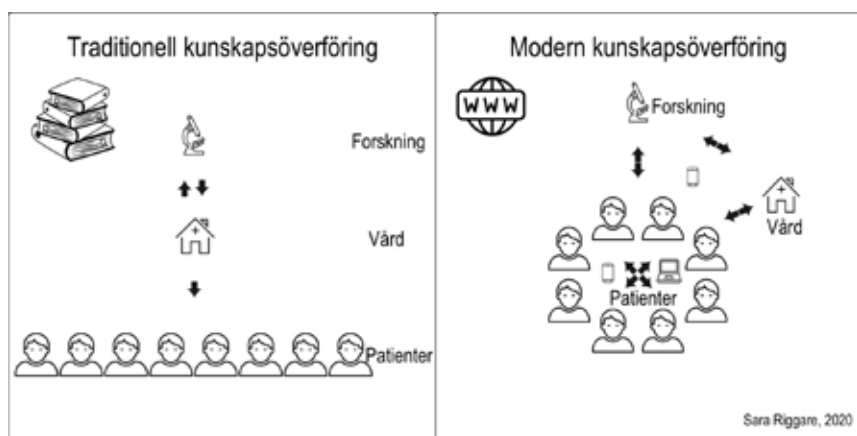 Traditionell kunskapsöverföring
Forskning
Vård
Patienter
Modern kunskapsöverföring
WWW
Forskning
Vård
Patienter
Sara Riggare, 2020